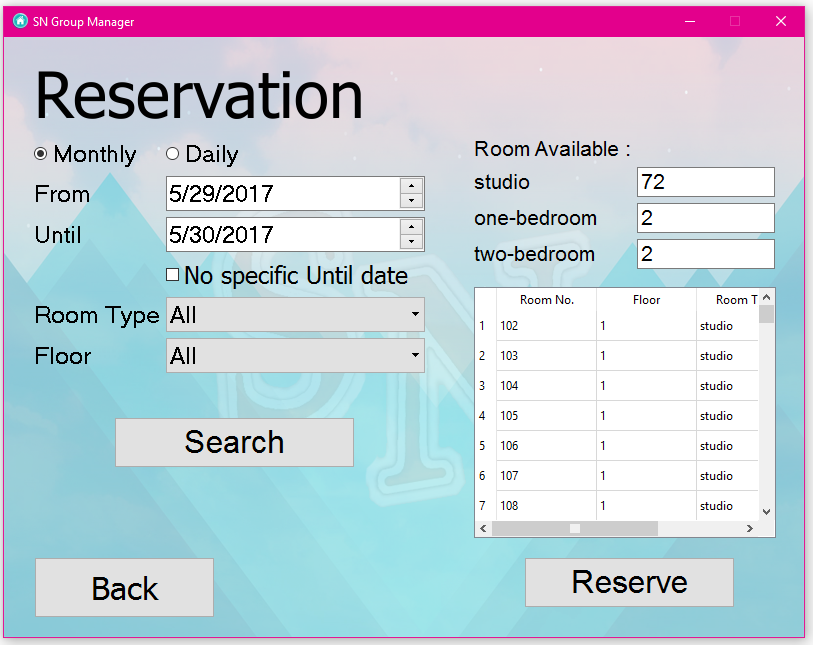 SN Group Manager
Reservation
Monthly Daily
From 5/29/2017
Until 5/30/2017
No specific Until date
Room Type All
Floor All
Search
Back
Room Available :
studio 72
one-bedroom 2
two-bedroom 2
Room No. Floor Room T
1 102 1 studio
2 103 1 studio
3 104 1 studio
4 105 1 studio
5 106 1 studio
6 107 1 studio
7 108 1 studio
Reserve
SN